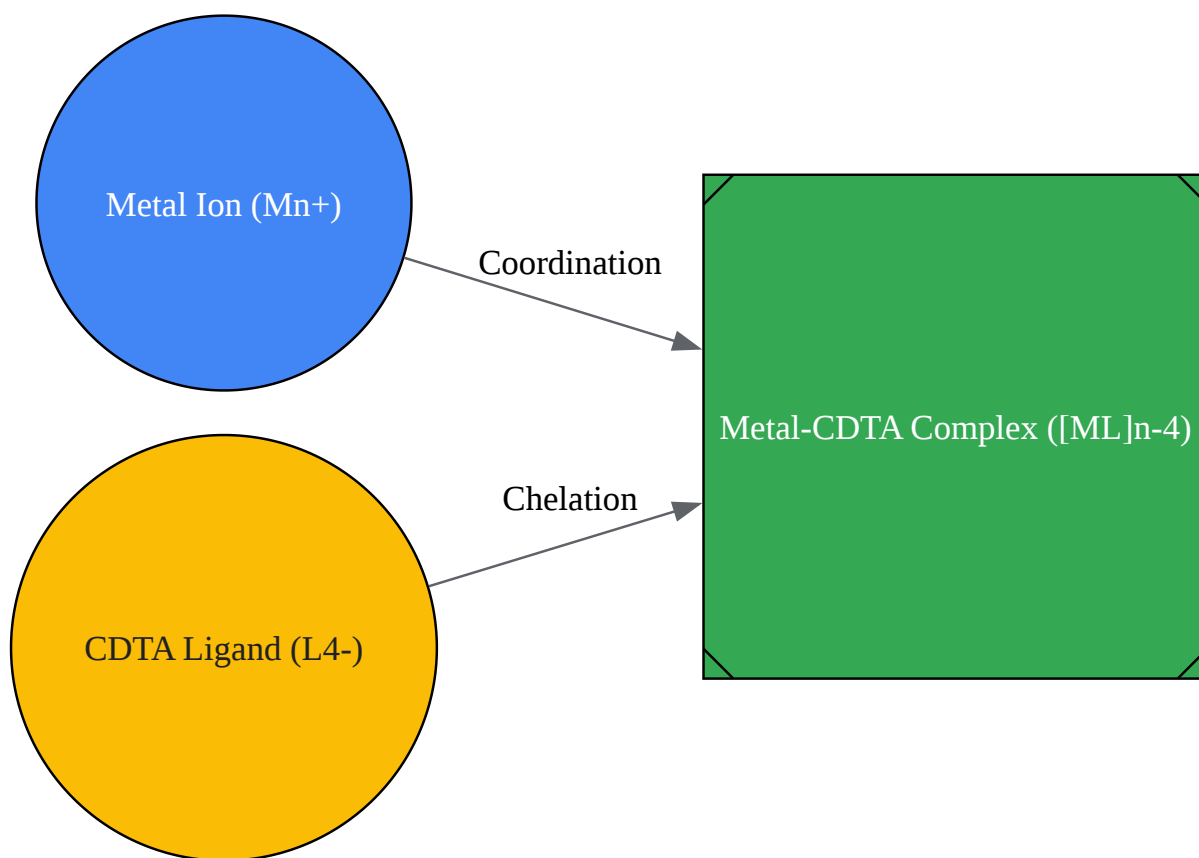 Metal Ion (Mn+)
Coordination
Metal-CDTA Complex ([ML]n-4)
Chelation
CDTA Ligand (L4-)